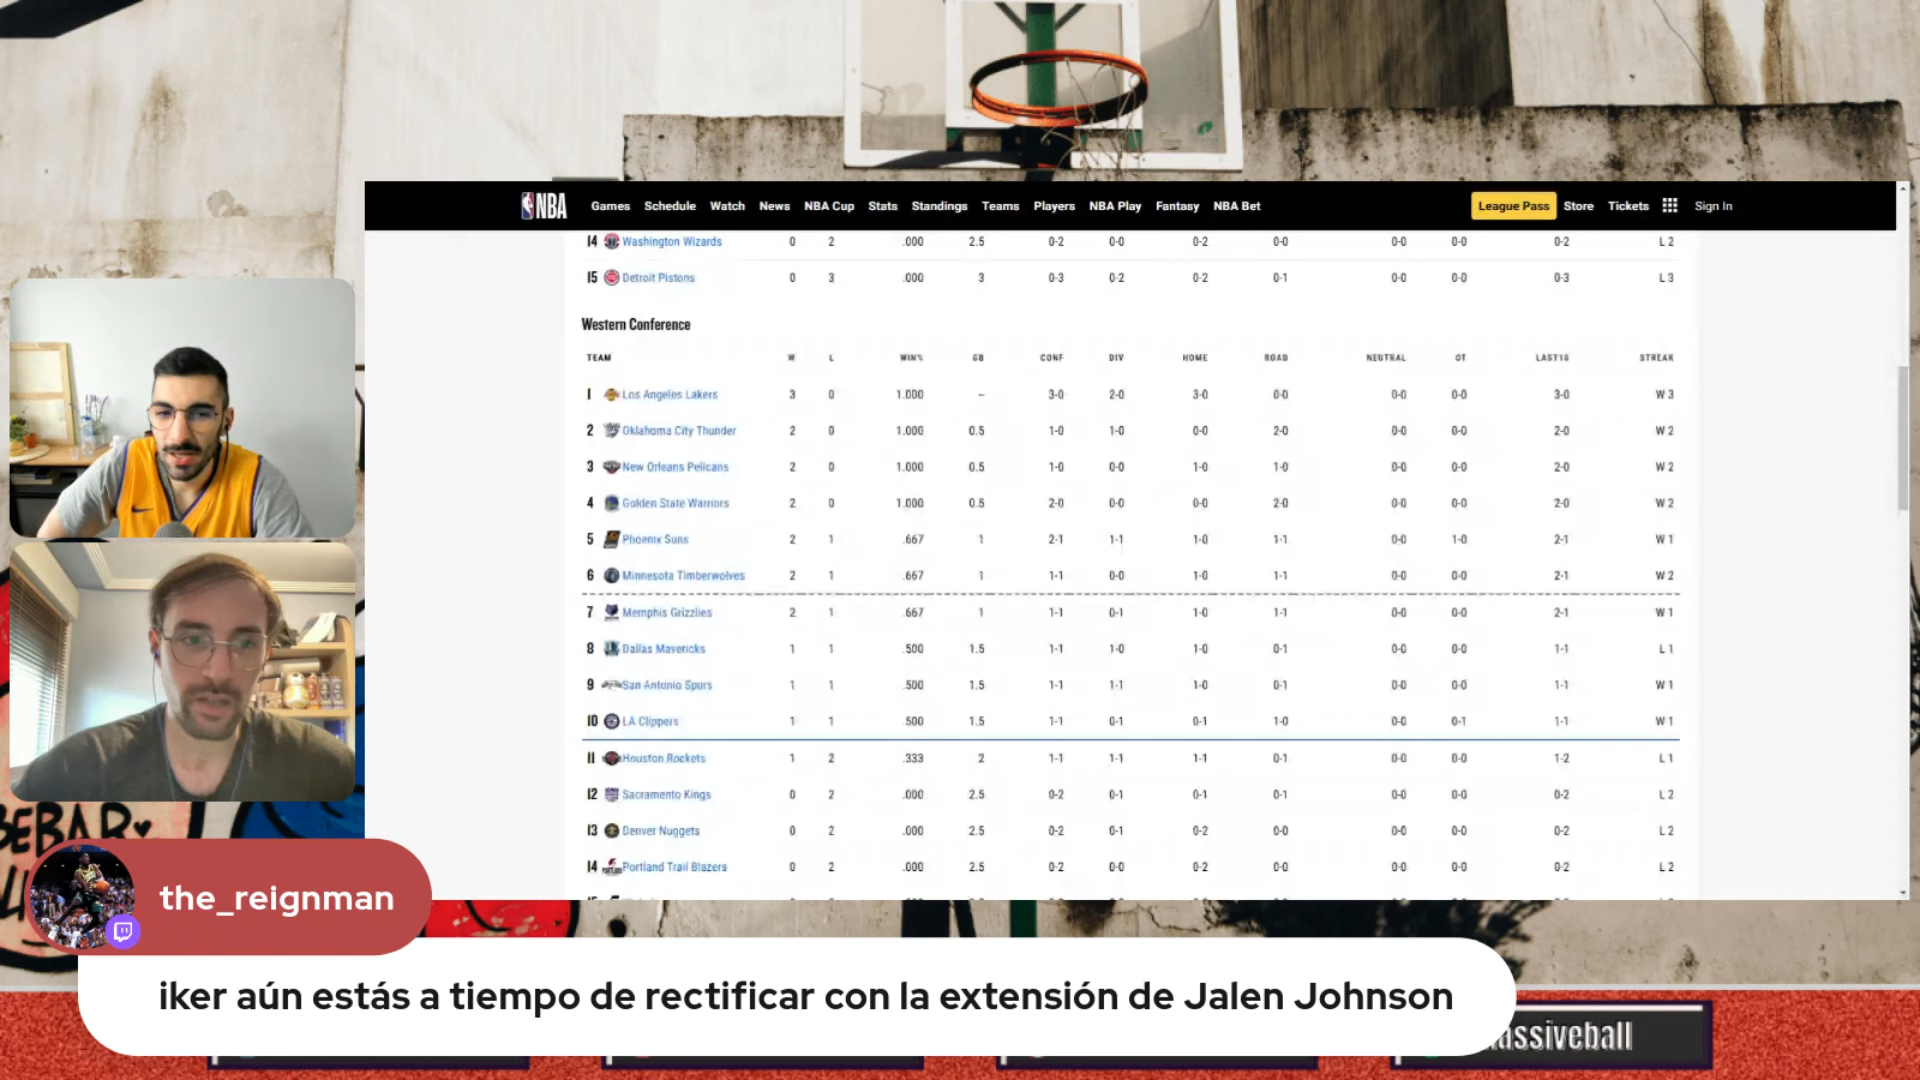 NBA Games Schedule Watch News NBA Cup Stats Standings Teams Players NBA Play Fantasy NBA Bet League Pass Store Tickets Sign In
14 Washington Wizards 0 2 .000 2.5 0-2 0-0 0-2 0-0 0-0 0-0 0-2 L 2
15 Detroit Pistons 0 3 .000 3 0-3 0-2 0-2 0-1 0-0 0-0 0-3 L 3
Western Conference
TEAM W L WIN% GB CONF DIV HOME ROAD NEUTRAL OT LAST10 STREAK
1 Los Angeles Lakers 3 0 1.000 – 3-0 2-0 3-0 0-0 0-0 0-0 3-0 W 3
2 Oklahoma City Thunder 2 0 1.000 0.5 1-0 1-0 0-0 2-0 0-0 0-0 2-0 W 2
3 New Orleans Pelicans 2 0 1.000 0.5 1-0 0-0 1-0 1-0 0-0 0-0 2-0 W 2
4 Golden State Warriors 2 0 1.000 0.5 2-0 0-0 0-0 2-0 0-0 0-0 2-0 W 2
5 Phoenix Suns 2 1 .667 1 2-1 1-1 1-0 1-1 0-0 1-0 2-1 W 1
6 Minnesota Timberwolves 2 1 .667 1 1-1 0-0 1-0 1-1 0-0 0-0 2-1 W 2
7 Memphis Grizzlies 2 1 .667 1 1-1 0-1 1-0 1-1 0-0 0-0 2-1 W 1
8 Dallas Mavericks 1 1 .500 1.5 1-1 1-0 1-0 0-1 0-0 0-0 1-1 L 1
9 San Antonio Spurs 1 1 .500 1.5 1-1 1-1 1-0 0-1 0-0 0-0 1-1 W 1
10 LA Clippers 1 1 .500 1.5 1-1 0-1 0-1 1-0 0-0 0-1 1-1 W 1
11 Houston Rockets 1 2 .333 2 1-1 1-1 1-1 0-1 0-0 0-0 1-2 L 1
12 Sacramento Kings 0 2 .000 2.5 0-2 0-1 0-1 0-1 0-0 0-0 0-2 L 2
13 Denver Nuggets 0 2 .000 2.5 0-2 0-1 0-2 0-0 0-0 0-0 0-2 L 2
14 Portland Trail Blazers 0 2 .000 2.5 0-2 0-0 0-2 0-0 0-0 0-0 0-2 L 2
the_reignman
iker aún estás a tiempo de rectificar con la extensión de Jalen Johnson
assiveball